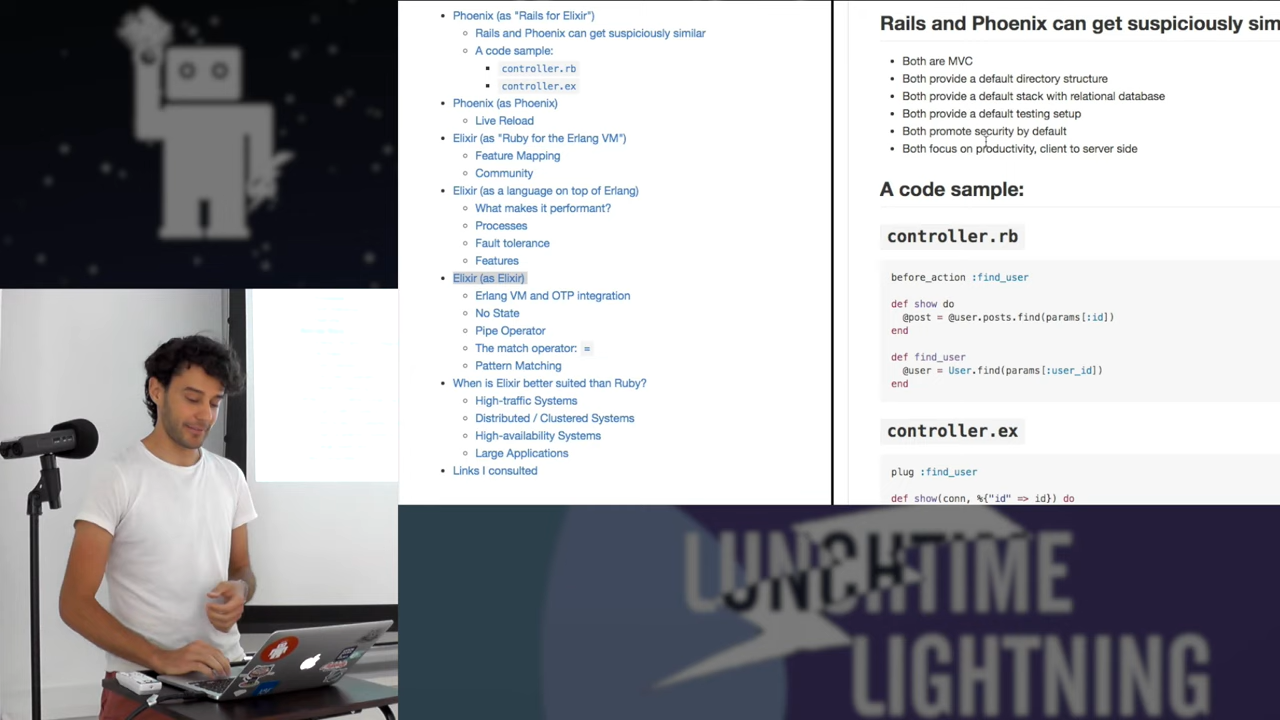 Phoenix (as "Rails for Elixir")
Rails and Phoenix can get suspiciously similar
A code sample:
controller.rb
controller.ex
Phoenix (as Phoenix)
Live Reload
Elixir (as "Ruby for the Erlang VM")
Feature Mapping
Community
Elixir (as a language on top of Erlang)
What makes it performant?
Processes
Fault tolerance
Features
Elixir (as Elixir)
Erlang VM and OTP integration
No State
Pipe Operator
The match operator: =
Pattern Matching
When is Elixir better suited than Ruby?
High-traffic Systems
Distributed / Clustered Systems
High-availability Systems
Large Applications
Links I consulted
Rails and Phoenix can get suspiciously sim
Both are MVC
Both provide a default directory structure
Both provide a default stack with relational database
Both provide a default testing setup
Both promote security by default
Both focus on productivity, client to server side
A code sample:
controller.rb
before_action :find_user
def show do
@post = @user.posts.find(params[:id])
end
def find_user
@user = User.find(params[:user_id])
end
controller.ex
plug :find_user
def show(conn, %{"id" => id}) do
LUNCHTIME
LIGHTNING